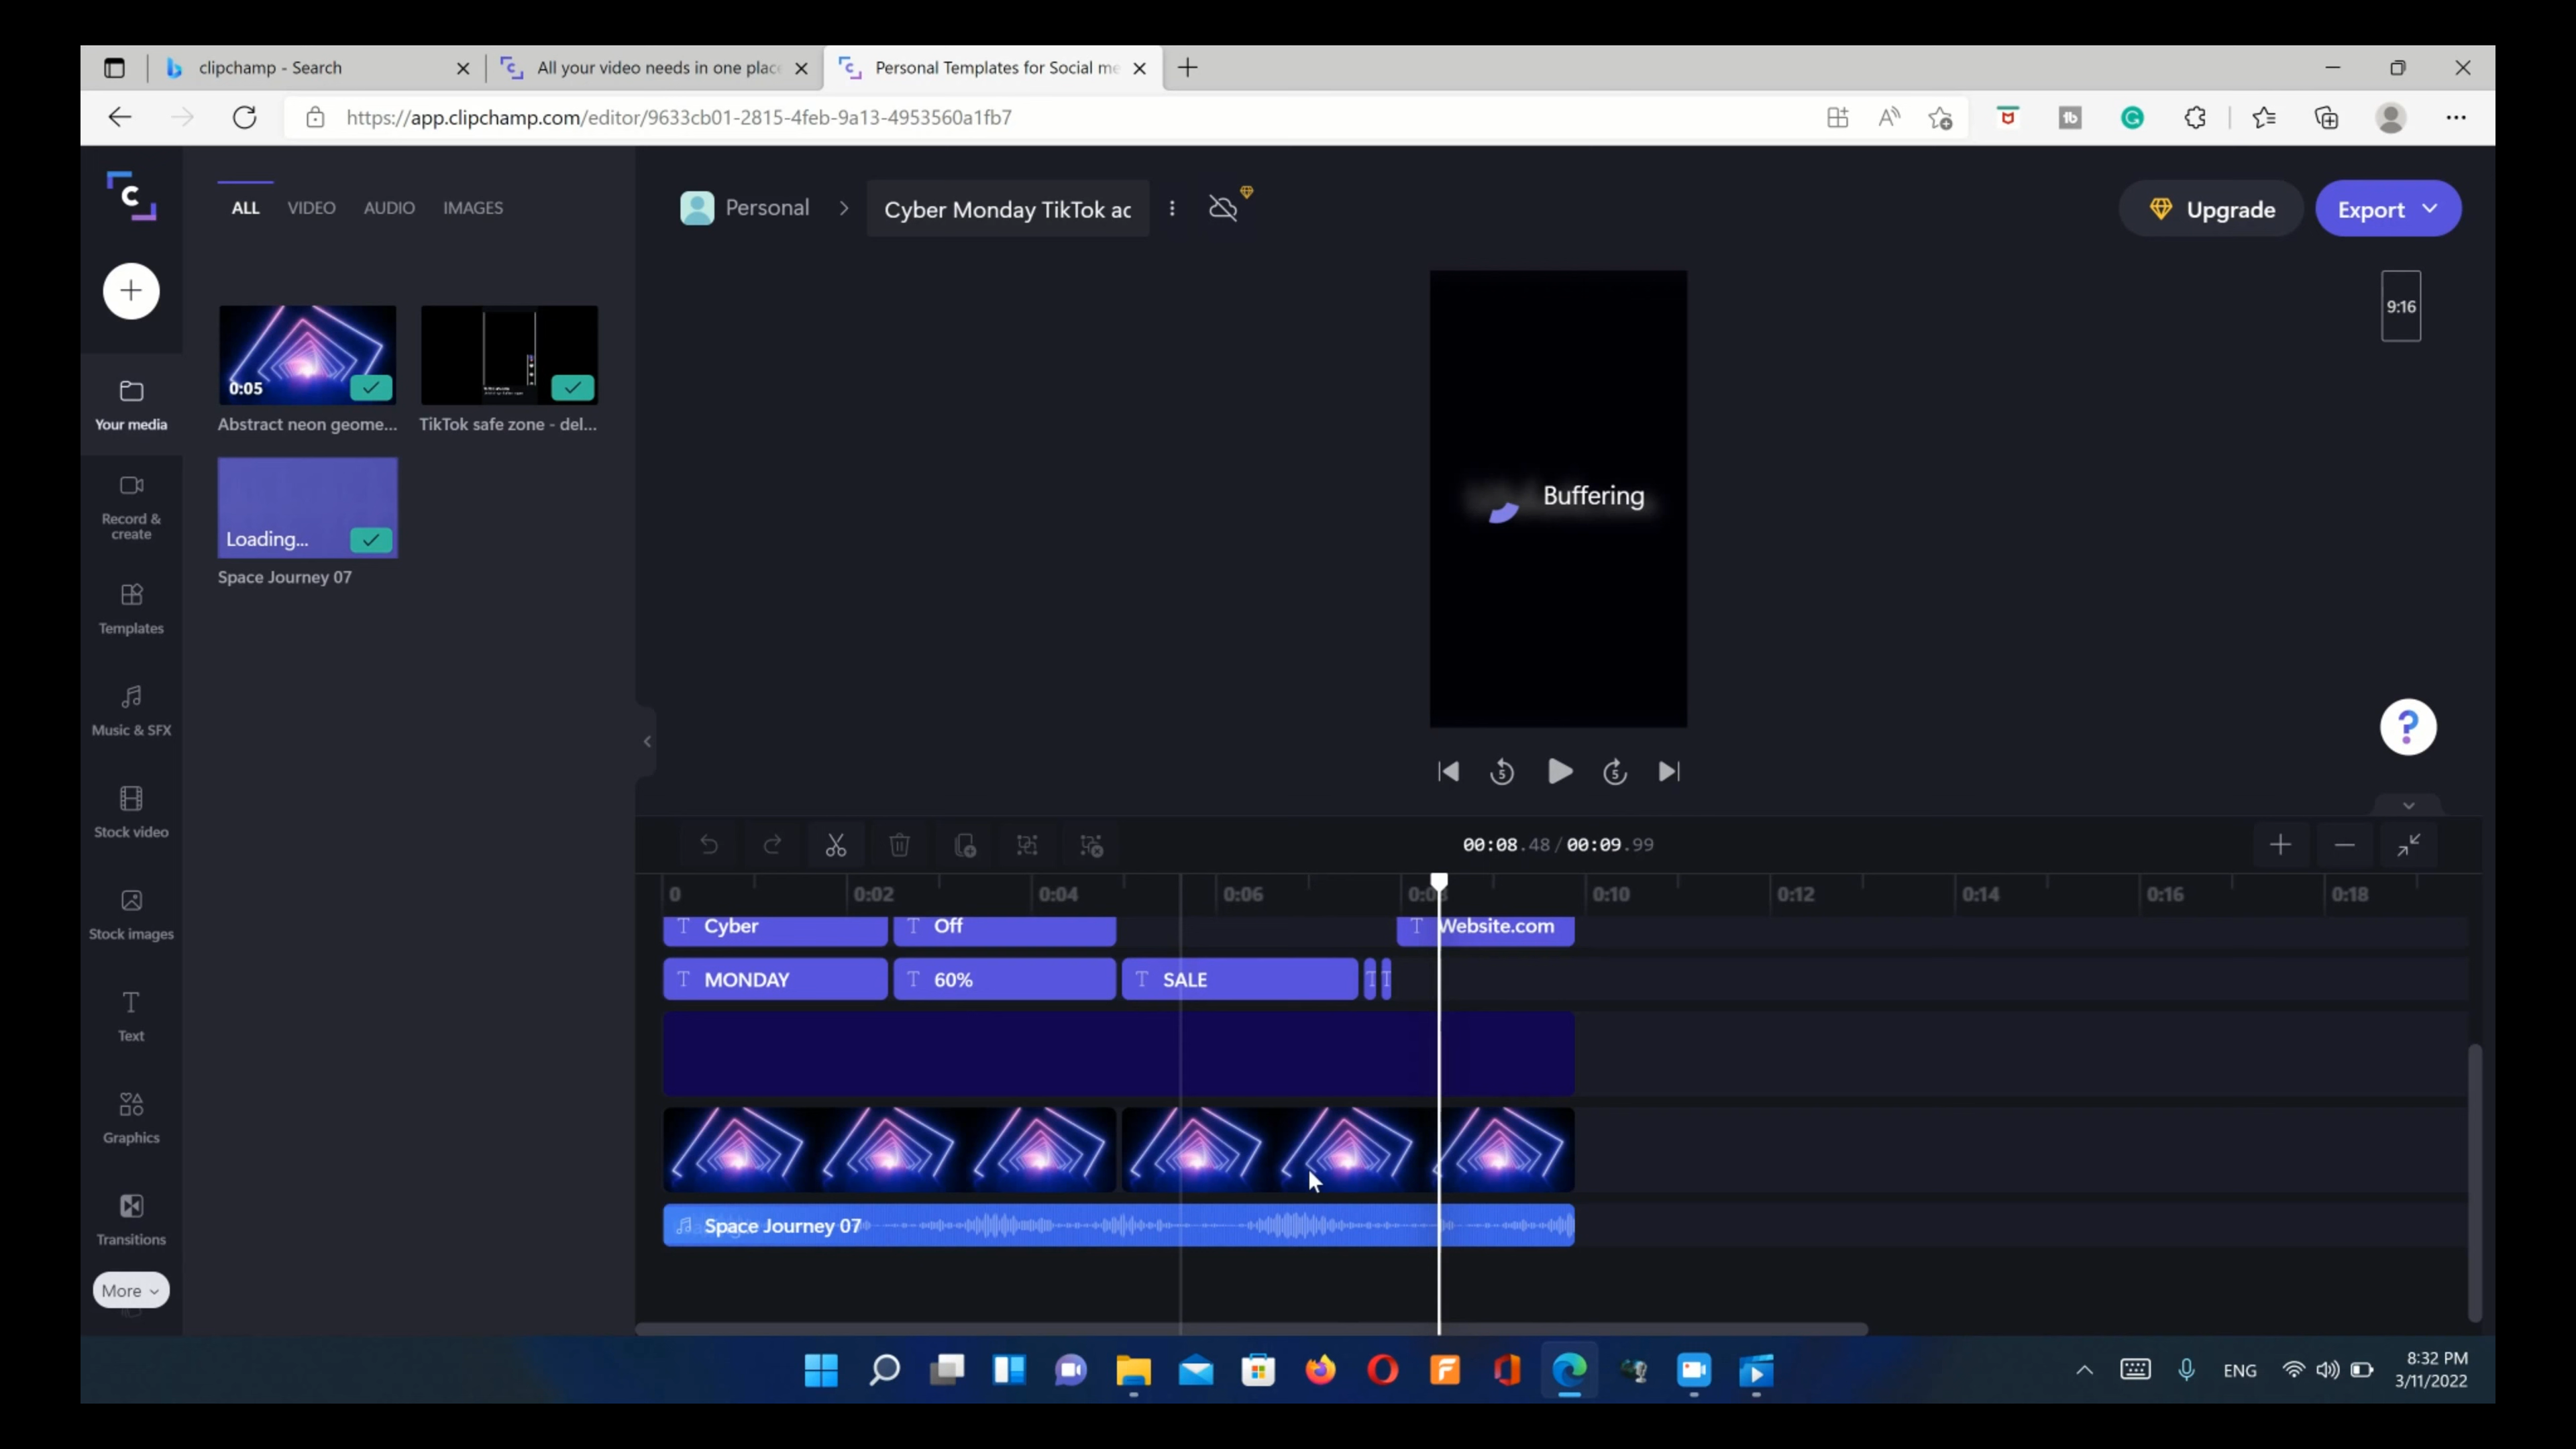 clipchamp - Search
All your video needs in one plac
Personal Templates for Social me
https://app.clipchamp.com/editor/9633cb01-2815-4feb-9a13-4953560a1fb7
ALL VIDEO AUDIO IMAGES
Personal
Cyber Monday TikTok ac
Upgrade
Export
9:16
0:05
Abstract neon geome...
TikTok safe zone - del...
Loading...
Space Journey 07
Your media
Record &
create
Templates
Music & SFX
Stock video
Stock images
Text
Graphics
Transitions
More
Buffering
5
5
?
00:08.48/00:09.99
0 0:02 0:04 0:06 0:08 0:10 0:12 0:14 0:16 0:18
T Cyber
T Off
T Website.com
T MONDAY
T 60%
T SALE
T
T
Space Journey 07
ENG
8:32 PM
3/11/2022